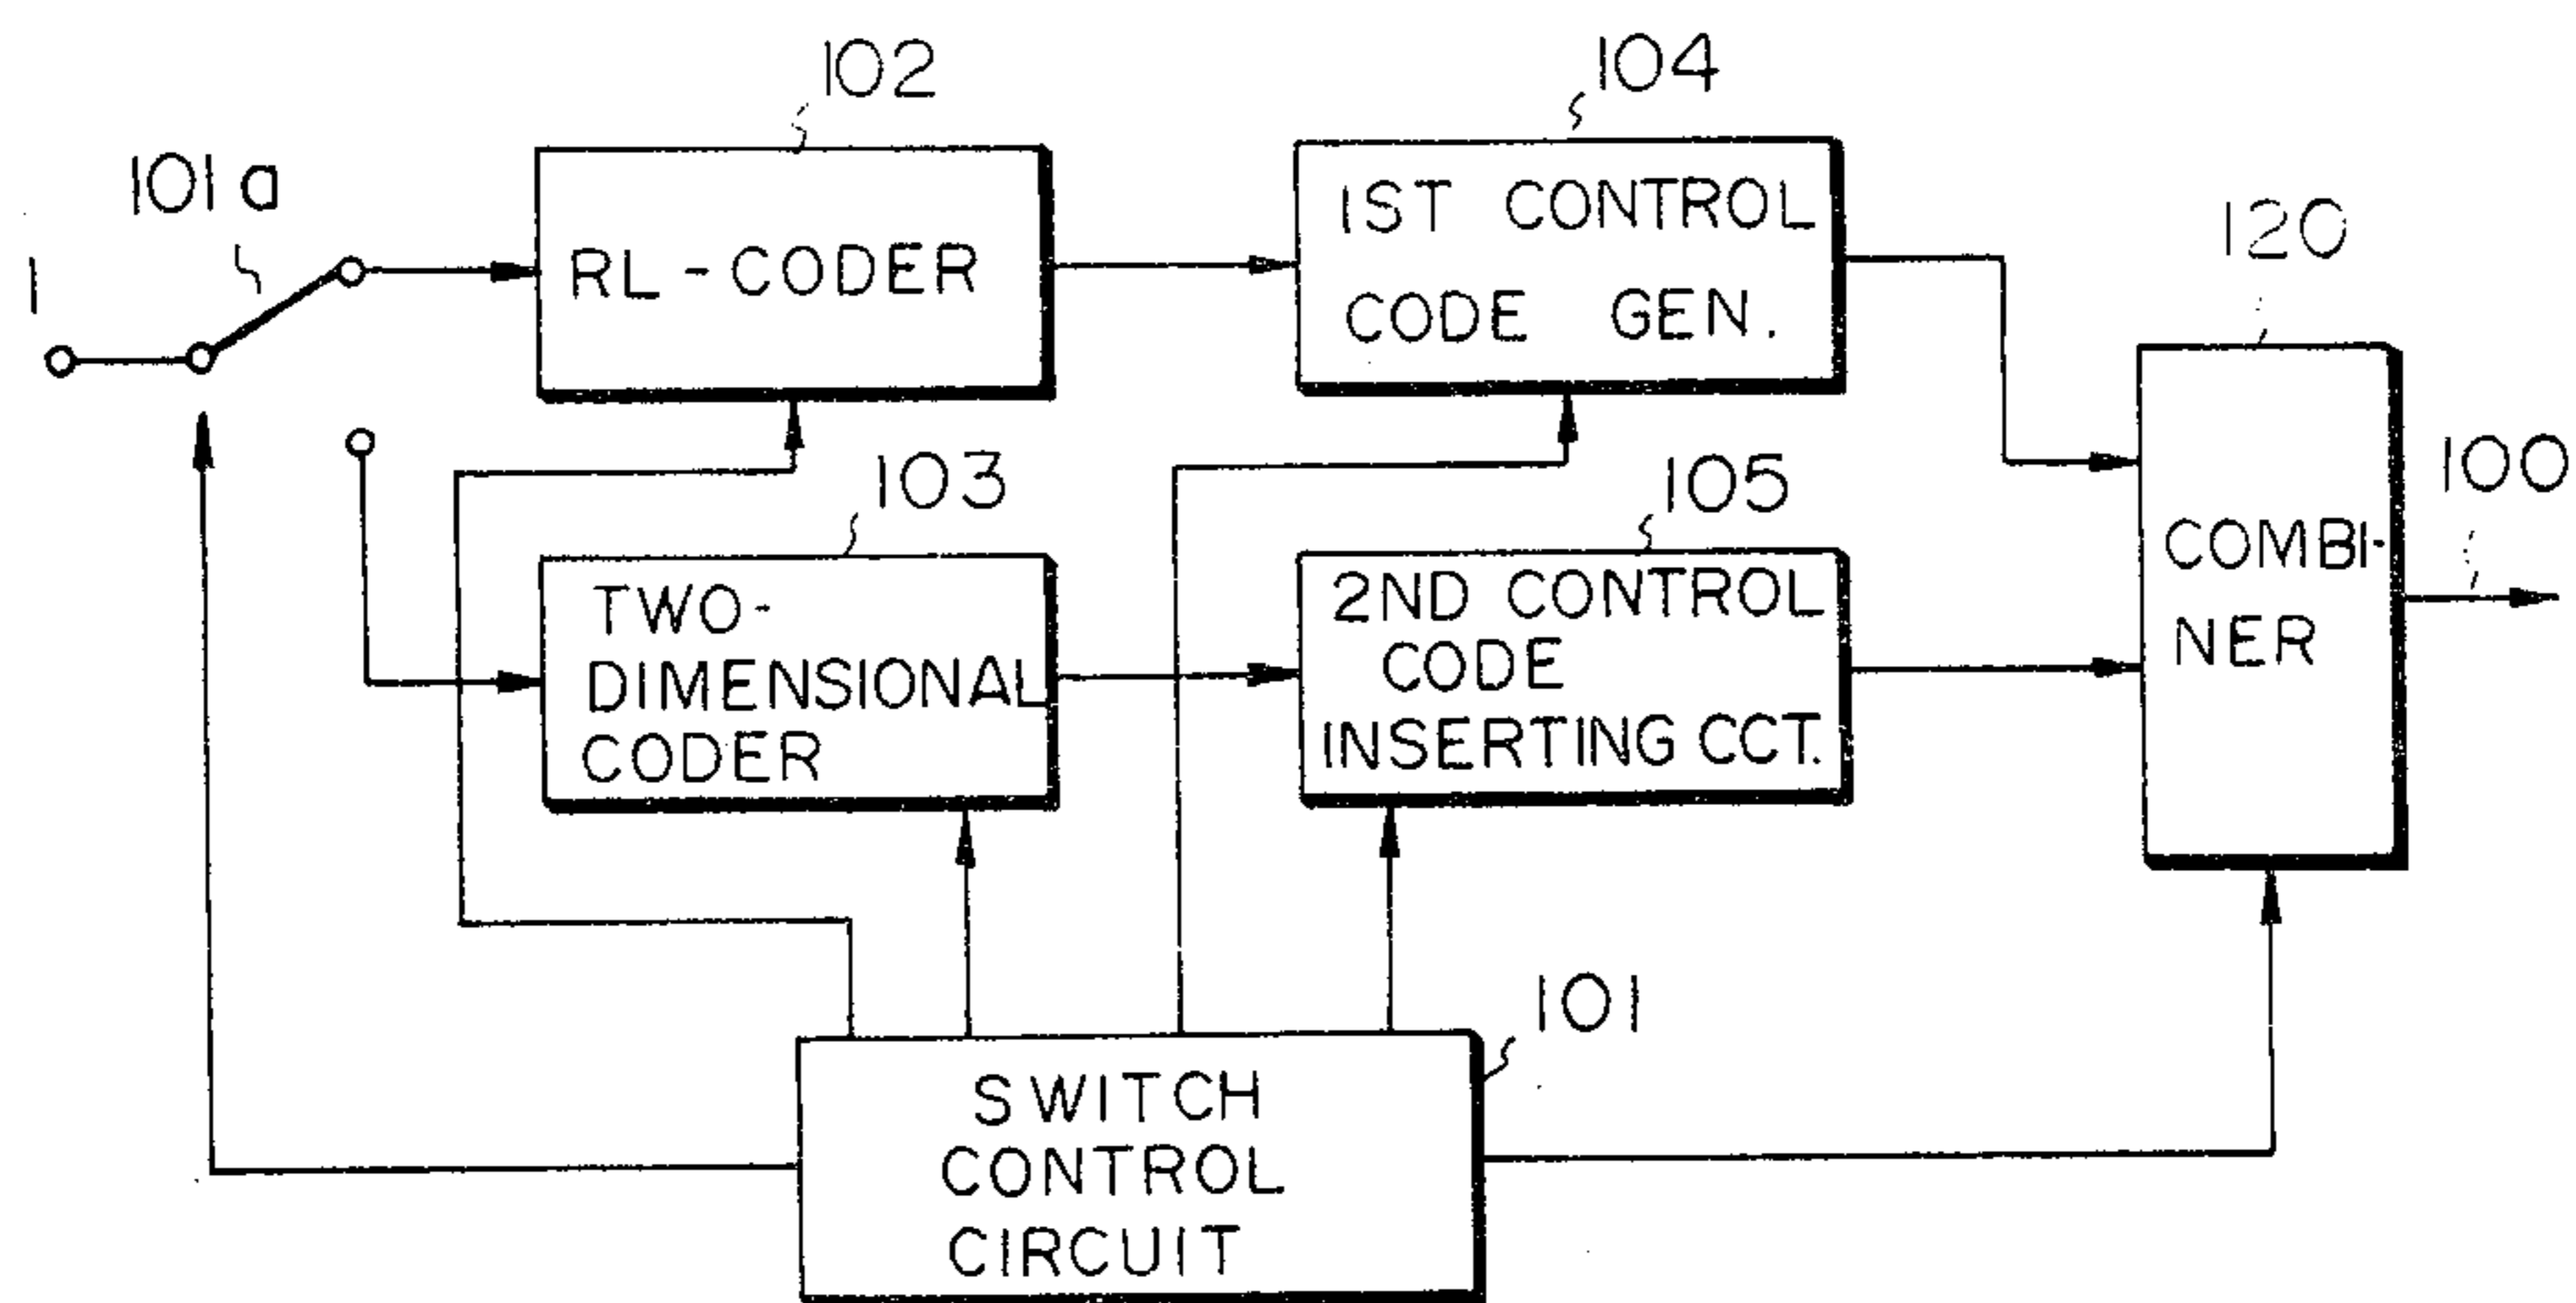 102
104
101a
1
RL-CODER
1ST CONTROL
CODE GEN.
120
103
105
100
TWO-
DIMENSIONAL
CODER
2ND CONTROL
CODE
INSERTING CCT.
COMBI-
NER
101
SWITCH
CONTROL
CIRCUIT